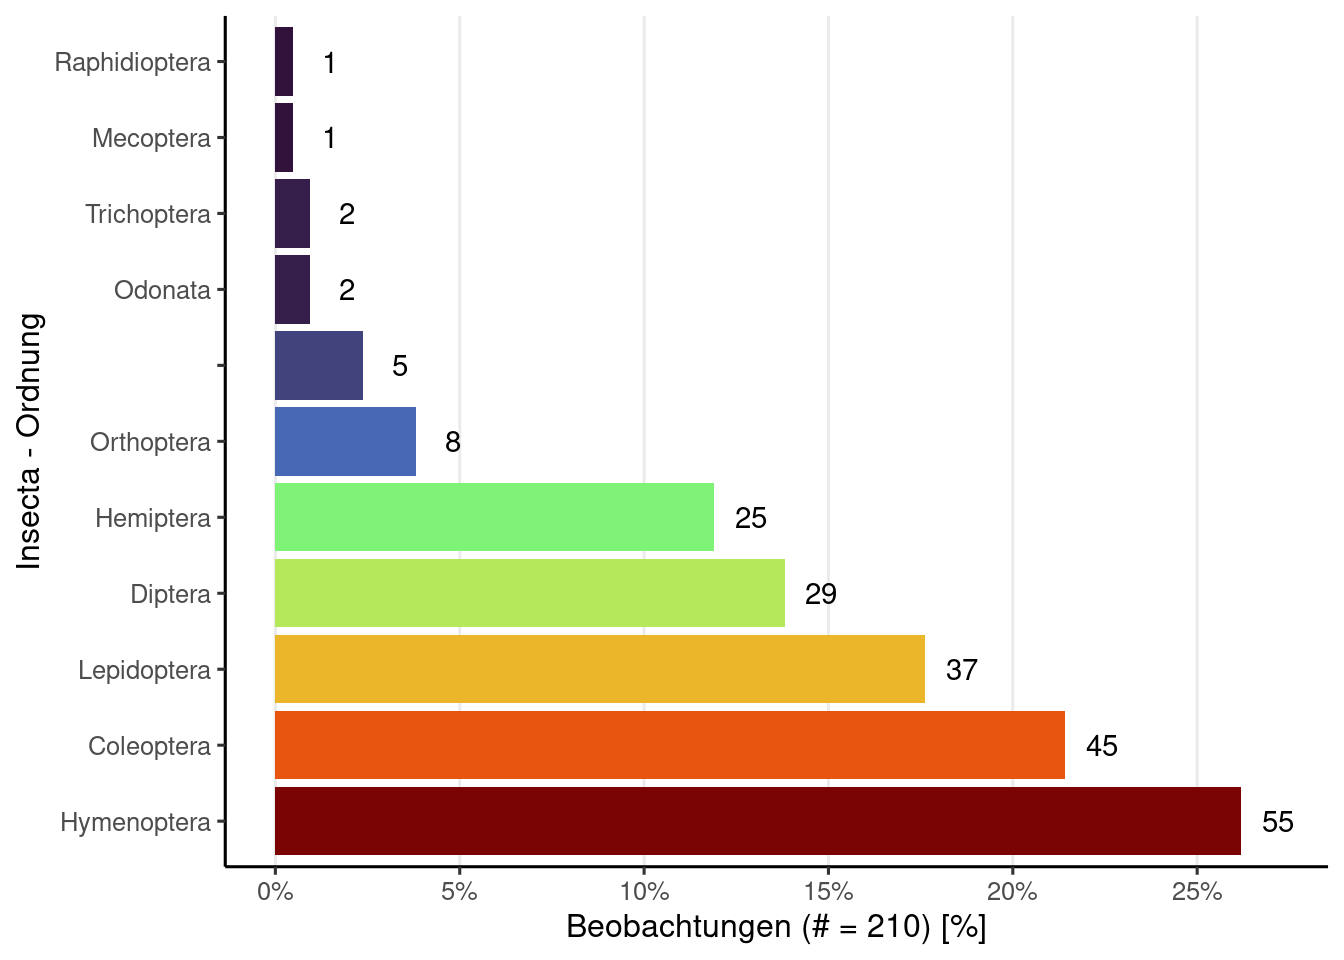 Raphidioptera 1
Mecoptera 1
Trichoptera 2
Odonata 2
5
Orthoptera 8
Hemiptera 25
Diptera 29
Lepidoptera 37
Coleoptera 45
Hymenoptera 55
Insecta - Ordnung
0% 5% 10% 15% 20% 25%
Beobachtungen (# = 210) [%]